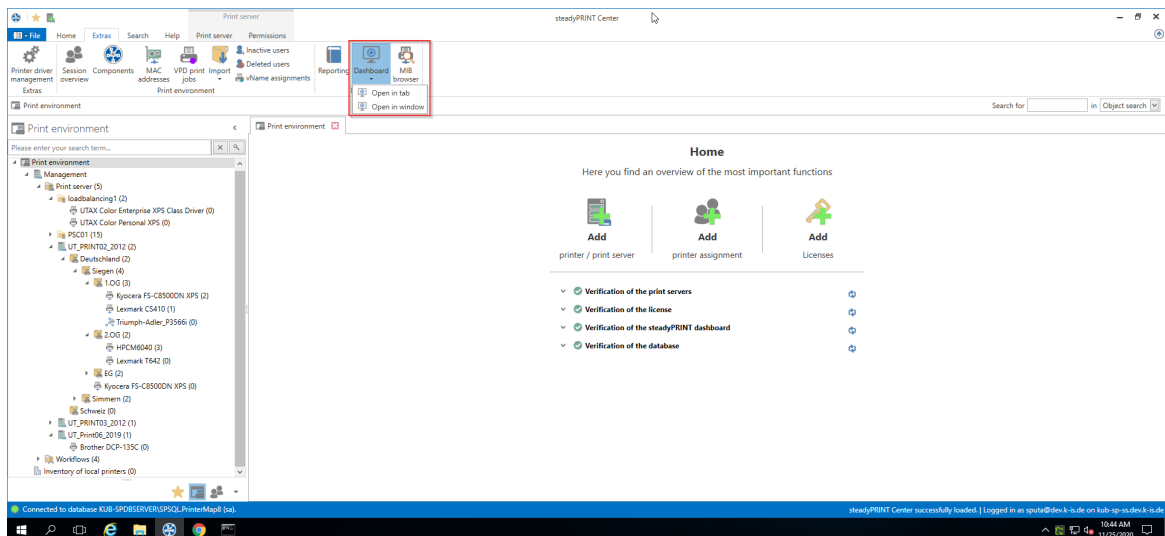 Print server
steadyPRINT Center
File Home Extras Search Help Print server Permissions
Printer driver management
Session overview
Components
MAC addresses
VPD print jobs
Import
Inactive users
Deleted users
vName assignments
Reporting
Dashboard
MIB browser
Extras
Print environment
Open in tab
Open in window
Print environment
Search for
in
Object search
Print environment
Print environment
Please enter your search term...
Print environment
Management
Print server (5)
loadbalancing1 (2)
UTAX Color Enterprise XPS Class Driver (0)
UTAX Color Personal XPS (0)
PSC01 (15)
UT_PRINT02_2012 (2)
Deutschland (2)
Siegen (4)
1.OG (3)
Kyocera FS-C8500DN XPS (2)
Lexmark CS410 (1)
Triumph-Adler_P3566i (0)
2.OG (2)
HPCM6040 (3)
Lexmark T642 (0)
EG (2)
Kyocera FS-C8500DN XPS (0)
Simmern (2)
Schweiz (0)
UT_PRINT03_2012 (1)
UT_Print06_2019 (1)
Brother DCP-135C (0)
Workflows (4)
Inventory of local printers (0)
Home
Here you find an overview of the most important functions
Add
printer / print server
Add
printer assignment
Add
Licenses
Verification of the print servers
Verification of the license
Verification of the steadyPRINT dashboard
Verification of the database
Connected to database KUB-SPDBSERVER\SPSQL.PrinterMap8 (sa).
steadyPRINT Center successfully loaded. | Logged in as sputa@dev.k-is.de on kub-sp-ss.dev.k-is.de
10:44 AM
11/25/2020